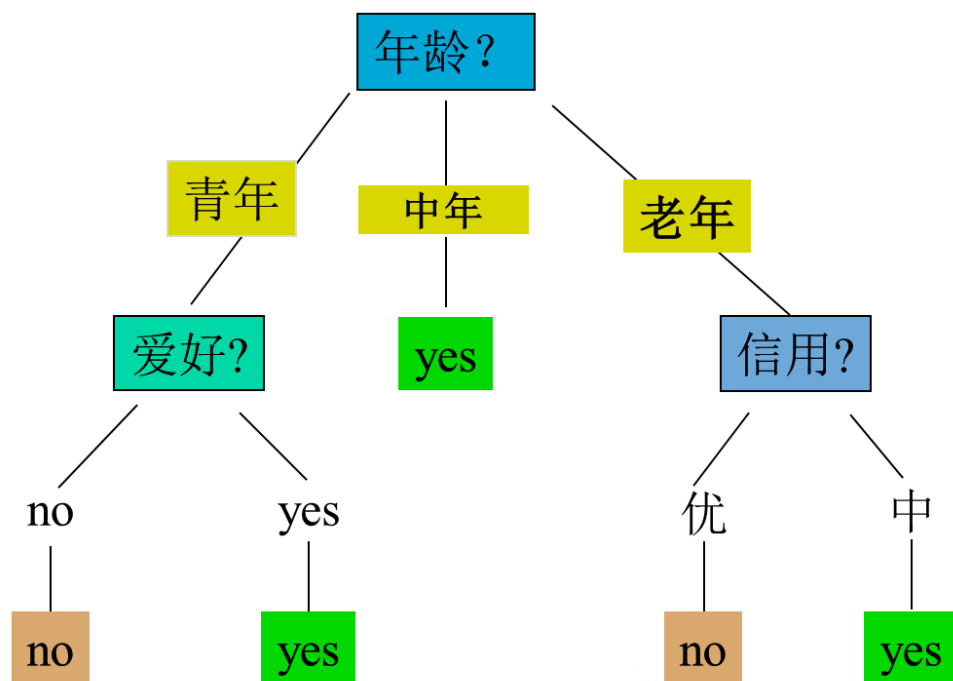 年龄？
青年
中年
老年
爱好?
yes
信用?
no
yes
优
中
no
yes
no
yes